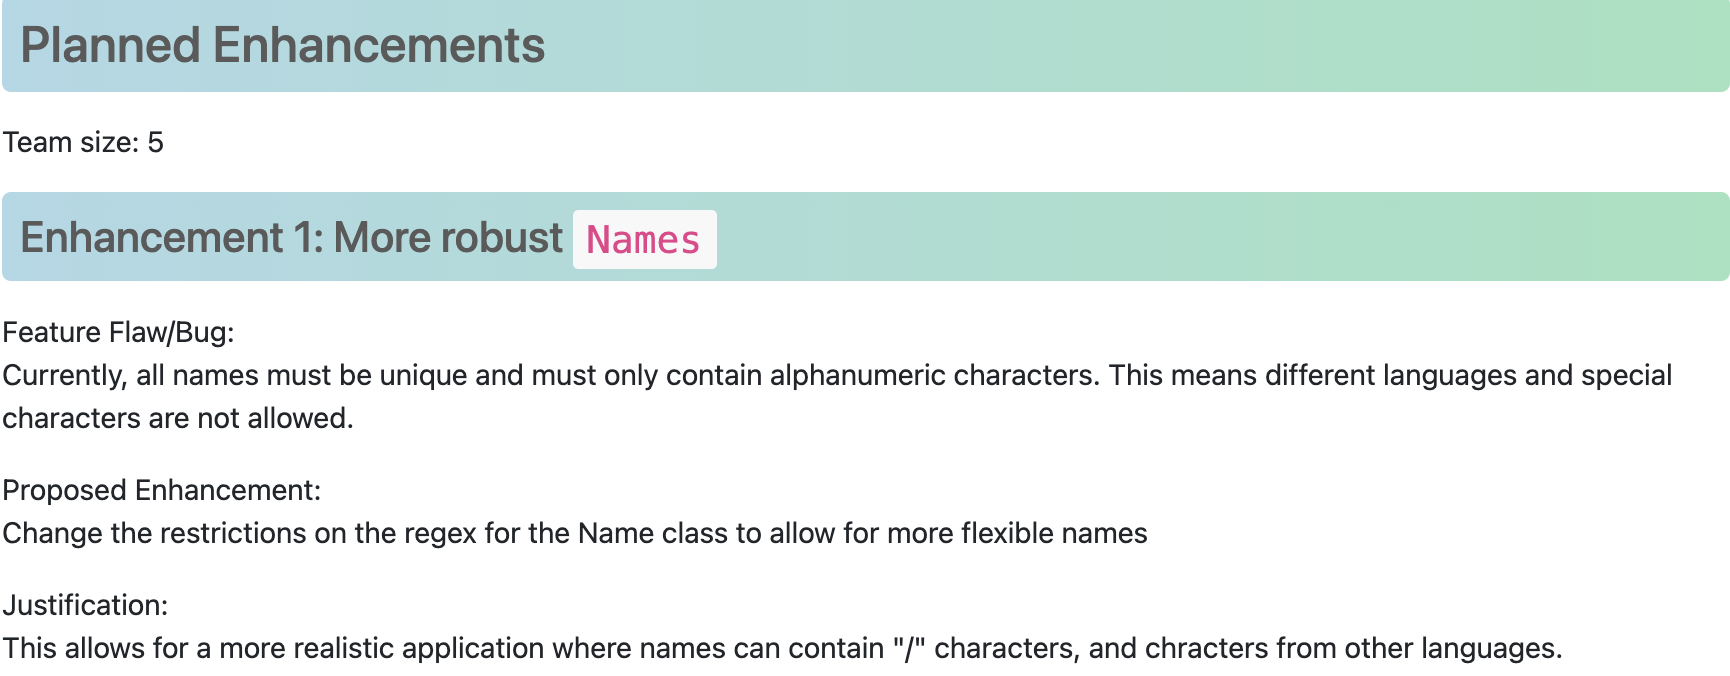 Planned Enhancements
Team size: 5
Enhancement 1: More robust Names
Feature Flaw/Bug:
Currently, all names must be unique and must only contain alphanumeric characters. This means different languages and special
characters are not allowed.
Proposed Enhancement:
Change the restrictions on the regex for the Name class to allow for more flexible names
Justification:
This allows for a more realistic application where names can contain "/" characters, and chracters from other languages.